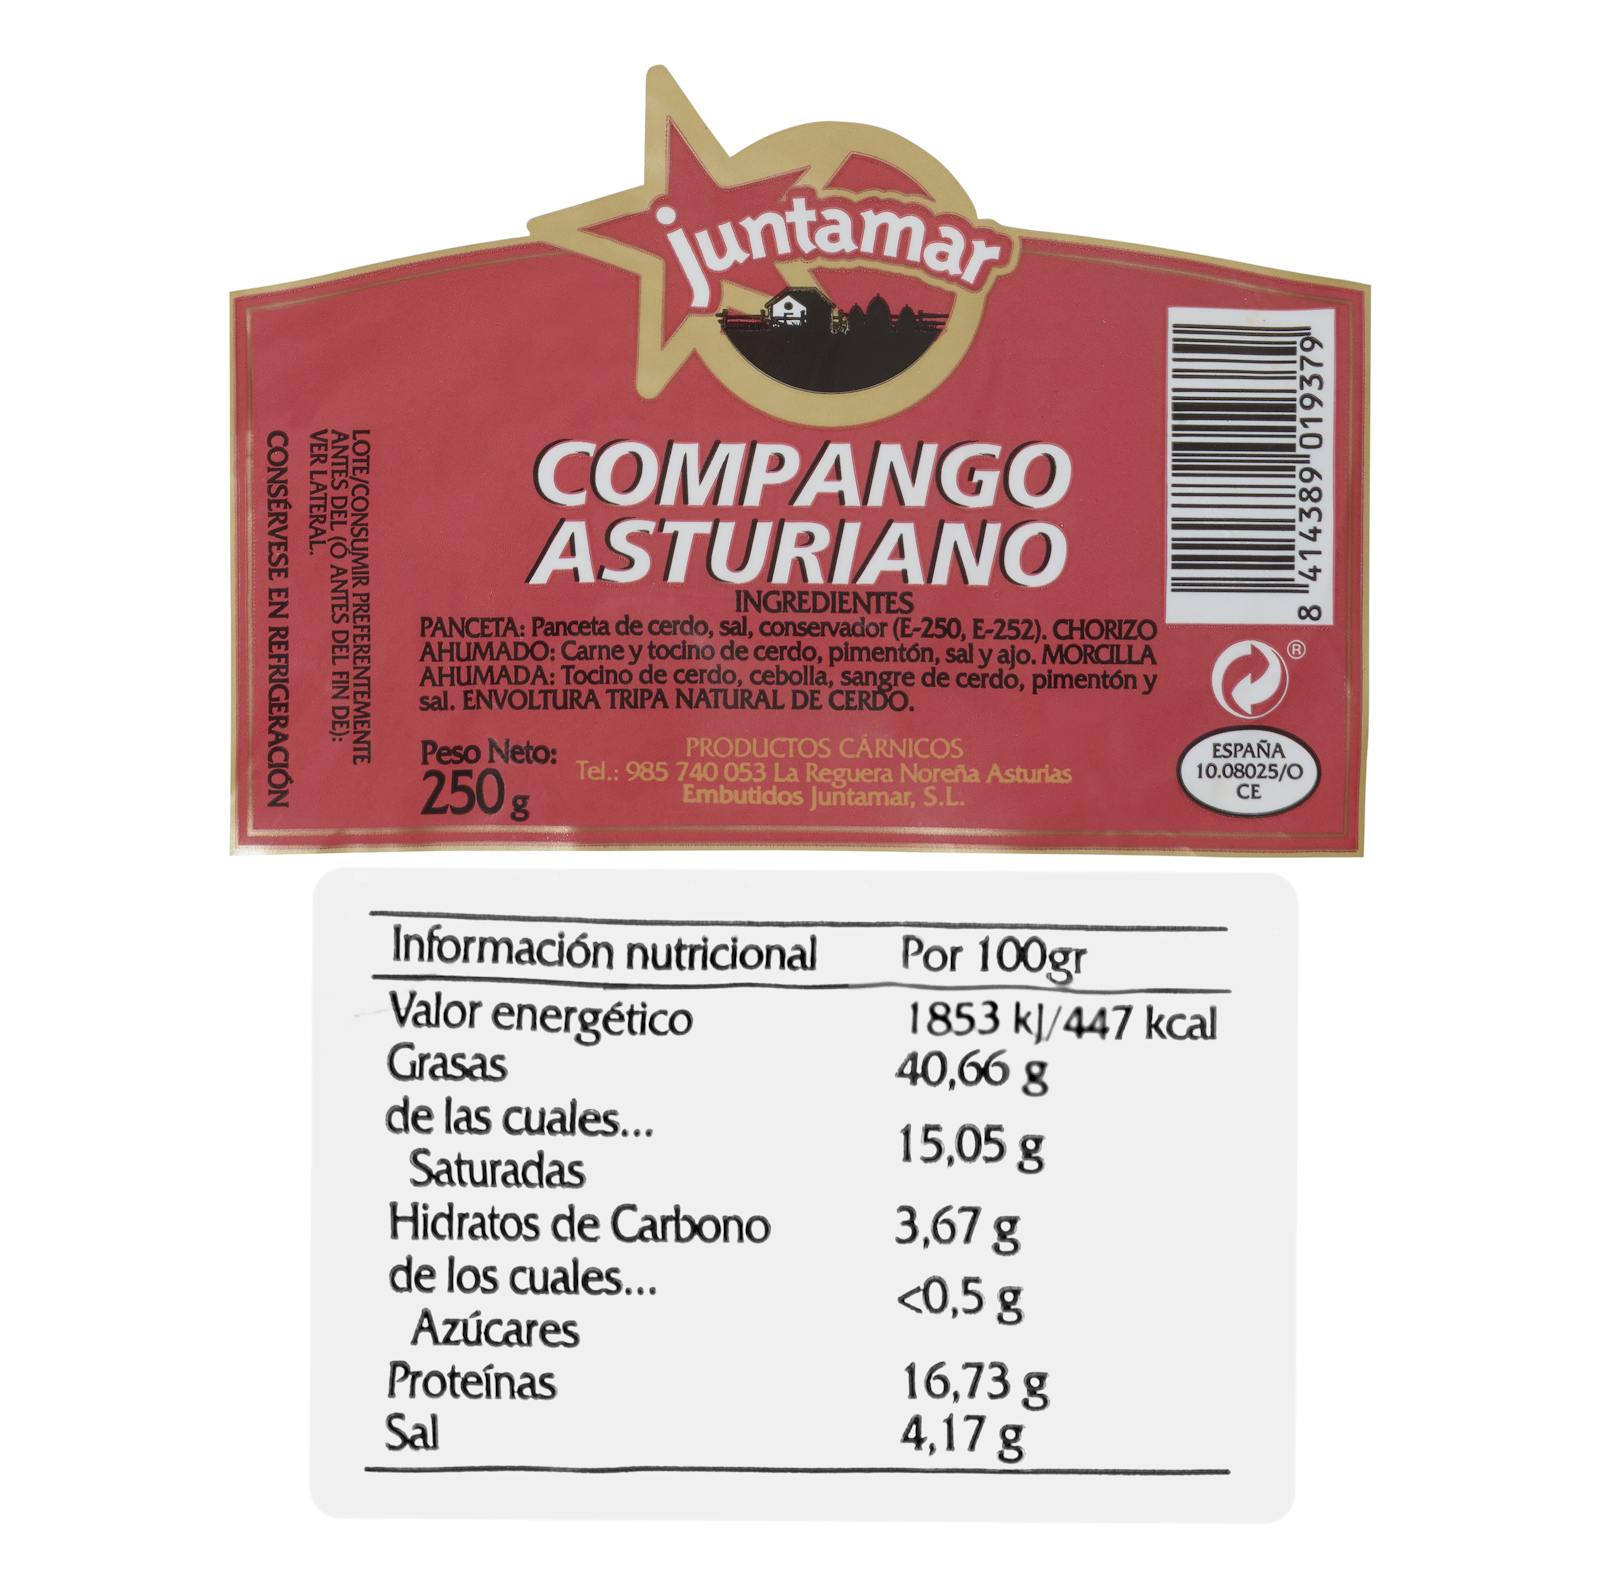 juntamar
COMPANGO
ASTURIANO
INGREDIENTES
PANCETA: Panceta de cerdo, sal, conservador (E-250, E-252). CHORIZO
AHUMADO: Carne y tocino de cerdo, pimentón, sal y ajo. MORCILLA
AHUMADA: Tocino de cerdo, cebolla, sangre de cerdo, pimentón y
sal. ENVOLTURA TRIPA NATURAL DE CERDO.
Peso Neto:
250 g
PRODUCTOS CÁRNICOS
Tel.: 985 740 053 La Reguera Noreña Asturias
Embutidos Juntamar, S.L.
LOTE/CONSUMIR PREFERENTEMENTE
ANTES DEL (Ó ANTES DEL FIN DE):
VER LATERAL.
CONSÉRVESE EN REFRIGERACIÓN
8 414389 019379
®
ESPAÑA
10.08025/O
CE
Información nutricional Por 100gr
Valor energético 1853 kJ/447 kcal
Grasas 40,66 g
de las cuales...
Saturadas 15,05 g
Hidratos de Carbono 3,67 g
de los cuales...
Azúcares <0,5 g
Proteínas 16,73 g
Sal 4,17 g